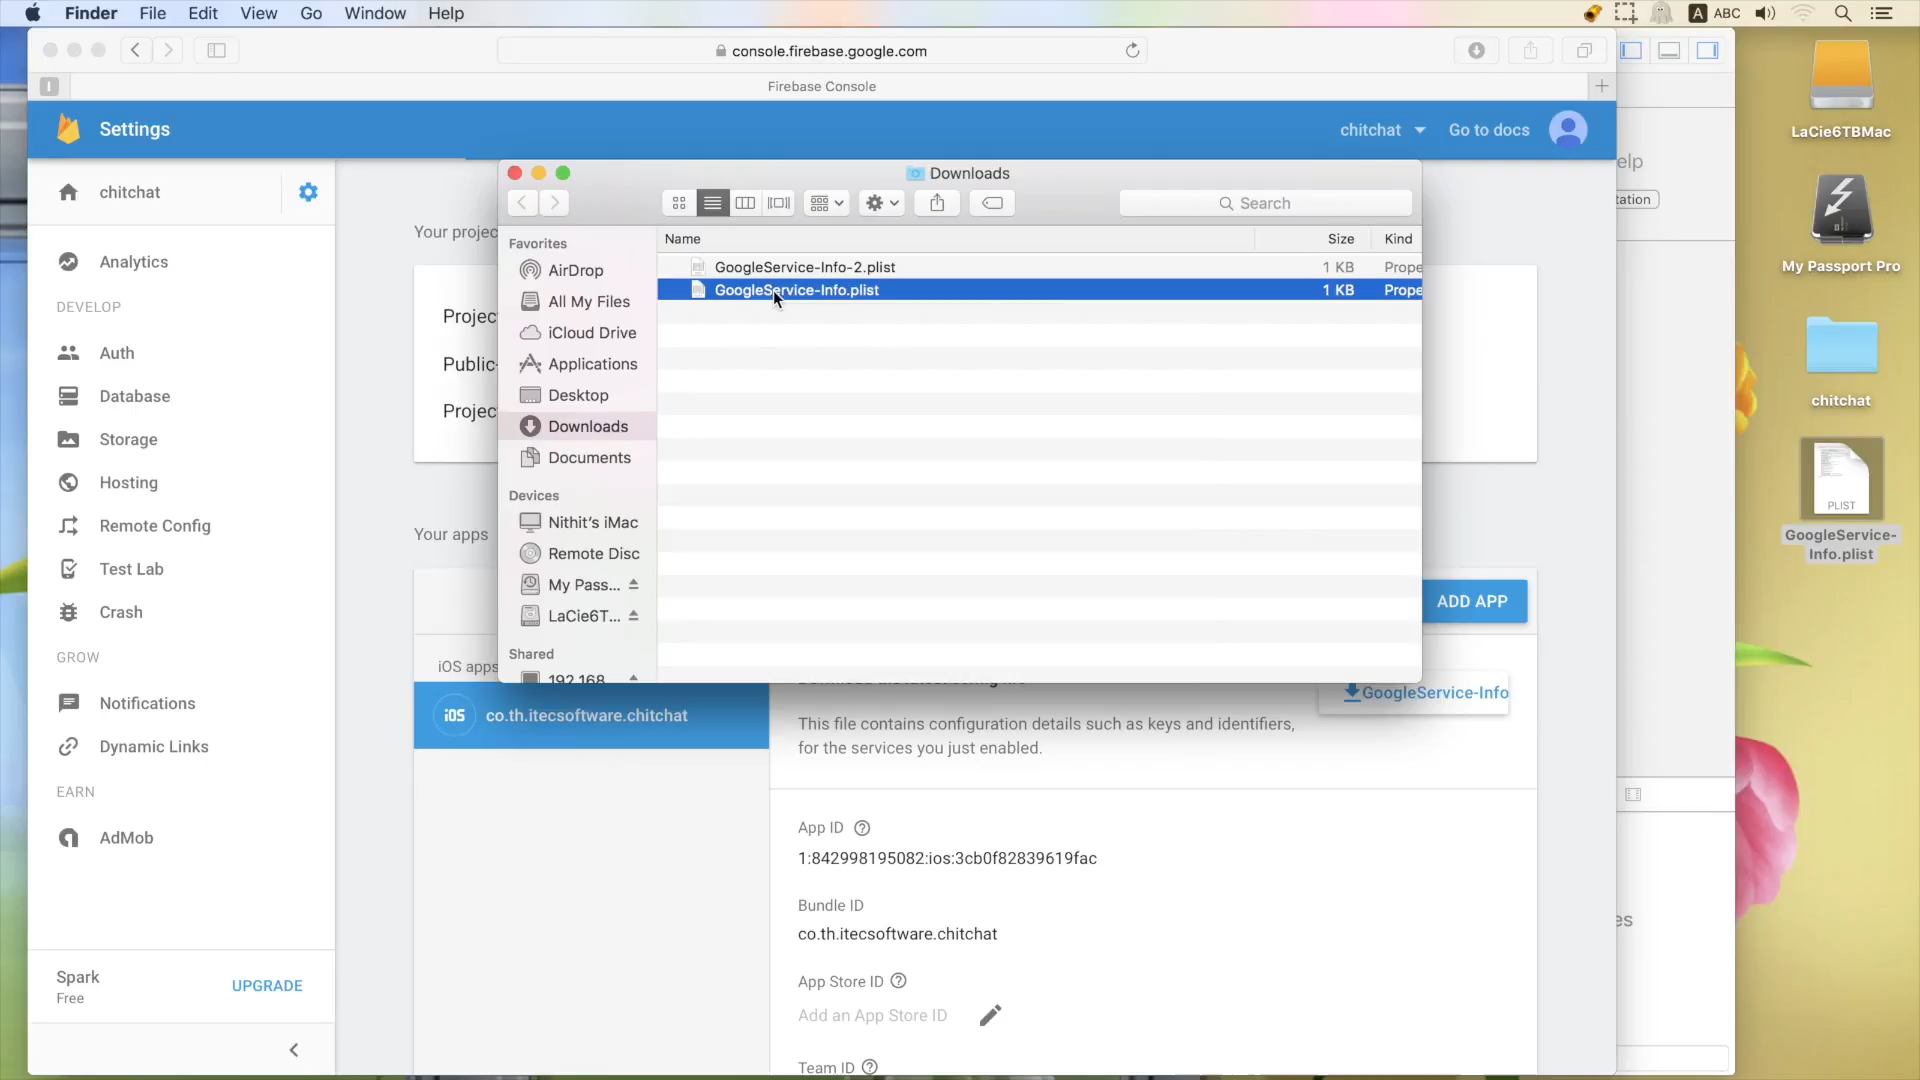 Finder File Edit View Go Window Help
A ABC
console.firebase.google.com
I
Firebase Console
Settings
chitchat
Go to docs
chitchat
Analytics
DEVELOP
Auth
Database
Storage
Hosting
Remote Config
Test Lab
Crash
GROW
Notifications
Dynamic Links
EARN
AdMob
Spark
Free
UPGRADE
Your projec
Projec
Public-
Projec
Your apps
iOS apps
iOS
co.th.itecsoftware.chitchat
Downloads
Search
Favorites
AirDrop
All My Files
iCloud Drive
Applications
Desktop
Downloads
Documents
Devices
Nithit's iMac
Remote Disc
My Pass...
LaCie6T...
Shared
192.168
Name Size Kind
GoogleService-Info-2.plist 1 KB Prope
GoogleService-Info.plist 1 KB Prope
ADD APP
GoogleService-Info
This file contains configuration details such as keys and identifiers,
for the services you just enabled.
App ID
1:842998195082:ios:3cb0f82839619fac
Bundle ID
co.th.itecsoftware.chitchat
App Store ID
Add an App Store ID
Team ID
elp
tation
es
LaCie6TBMac
My Passport Pro
chitchat
PLIST
GoogleService-
Info.plist